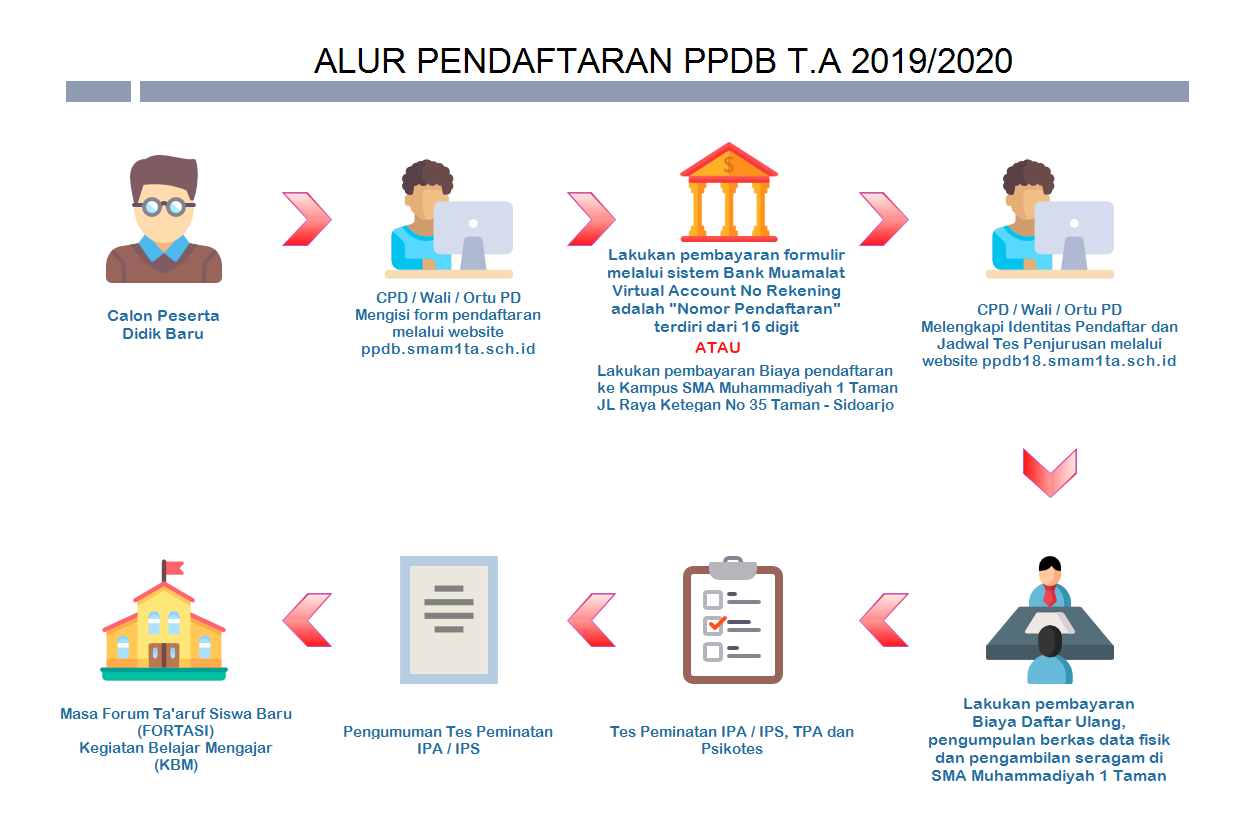 ALUR PENDAFTARAN PPDB T.A 2019/2020
Calon Peserta
Didik Baru
CPD / Wali / Ortu PD
Mengisi form pendaftaran
melalui website
ppdb.smam1ta.sch.id
$
Lakukan pembayaran formulir
melalui sistem Bank Muamalat
Virtual Account No Rekening
adalah "Nomor Pendaftaran"
terdiri dari 16 digit
ATAU
Lakukan pembayaran Biaya pendaftaran
ke Kampus SMA Muhammadiyah 1 Taman
JL Raya Ketegan No 35 Taman - Sidoarjo
CPD / Wali / Ortu PD
Melengkapi Identitas Pendaftar dan
Jadwal Tes Penjurusan melalui
website ppdb18.smam1ta.sch.id
Lakukan pembayaran
Biaya Daftar Ulang,
pengumpulan berkas data fisik
dan pengambilan seragam di
SMA Muhammadiyah 1 Taman
Tes Peminatan IPA / IPS, TPA dan
Psikotes
Pengumuman Tes Peminatan
IPA / IPS
Masa Forum Ta'aruf Siswa Baru
(FORTASI)
Kegiatan Belajar Mengajar
(KBM)